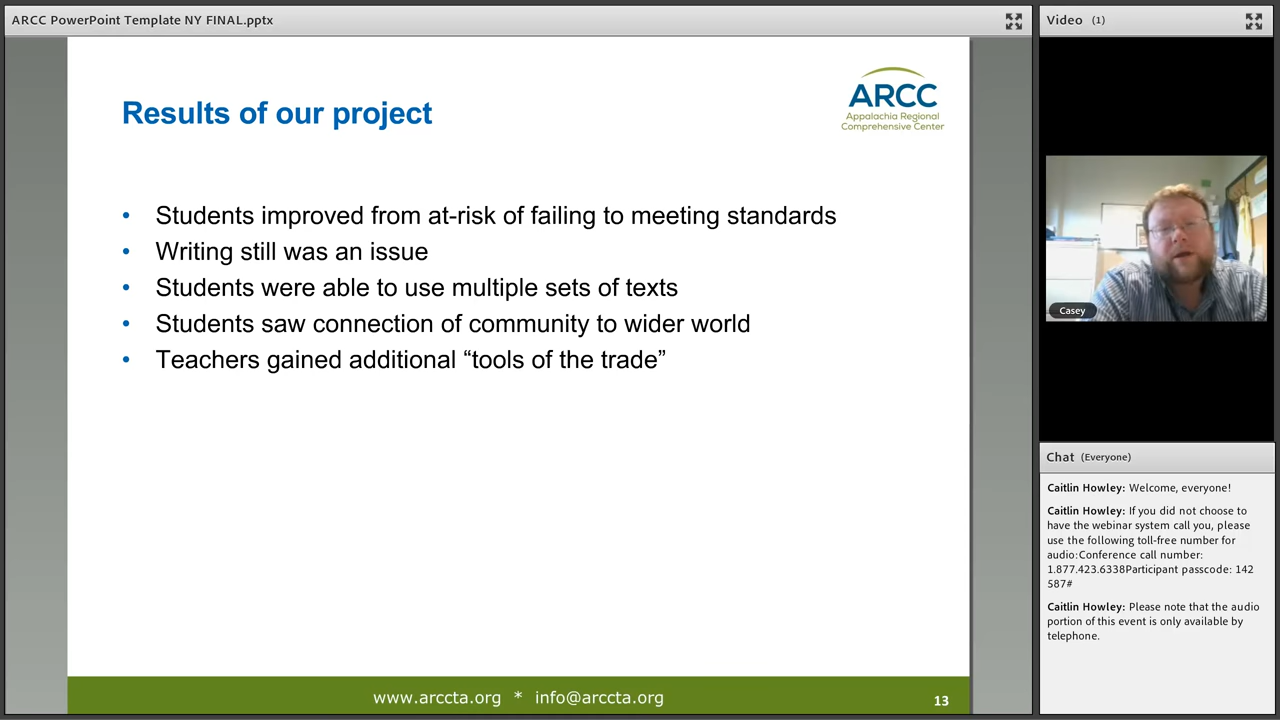 ARCC PowerPoint Template NY FINAL.pptx
Results of our project
ARCC
Appalachia Regional
Comprehensive Center
• Students improved from at-risk of failing to meeting standards
• Writing still was an issue
• Students were able to use multiple sets of texts
• Students saw connection of community to wider world
• Teachers gained additional “tools of the trade”
www.arccta.org * info@arccta.org
13
Video (1)
Casey
Chat (Everyone)
Caitlin Howley: Welcome, everyone!
Caitlin Howley: If you did not choose to
have the webinar system call you, please
use the following toll-free number for
audio:Conference call number:
1.877.423.6338Participant passcode: 142
587#
Caitlin Howley: Please note that the audio
portion of this event is only available by
telephone.